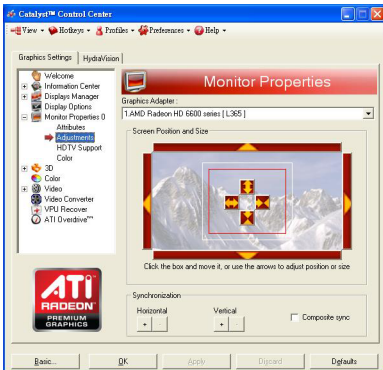 Catalyst™ Control Center
View Hotkeys Profiles Preferences Help
Graphics Settings HydraVision
Welcome
Information Center
Displays Manager
Display Options
Monitor Properties 0
Attributes
Adjustments
HDTV Support
Color
3D
Color
Video
Video Converter
VPU Recover
ATI Overdrive™
ATI
RADEON
PREMIUM
GRAPHICS
Monitor Properties
Graphics Adapter :
1.AMD Radeon HD 6600 series [ L365 ]
Screen Position and Size
Click the box and move it, or use the arrows to adjust position or size
Synchronization
Horizontal Vertical
+ - + -
Composite sync
Basic... OK Apply Discard Defaults